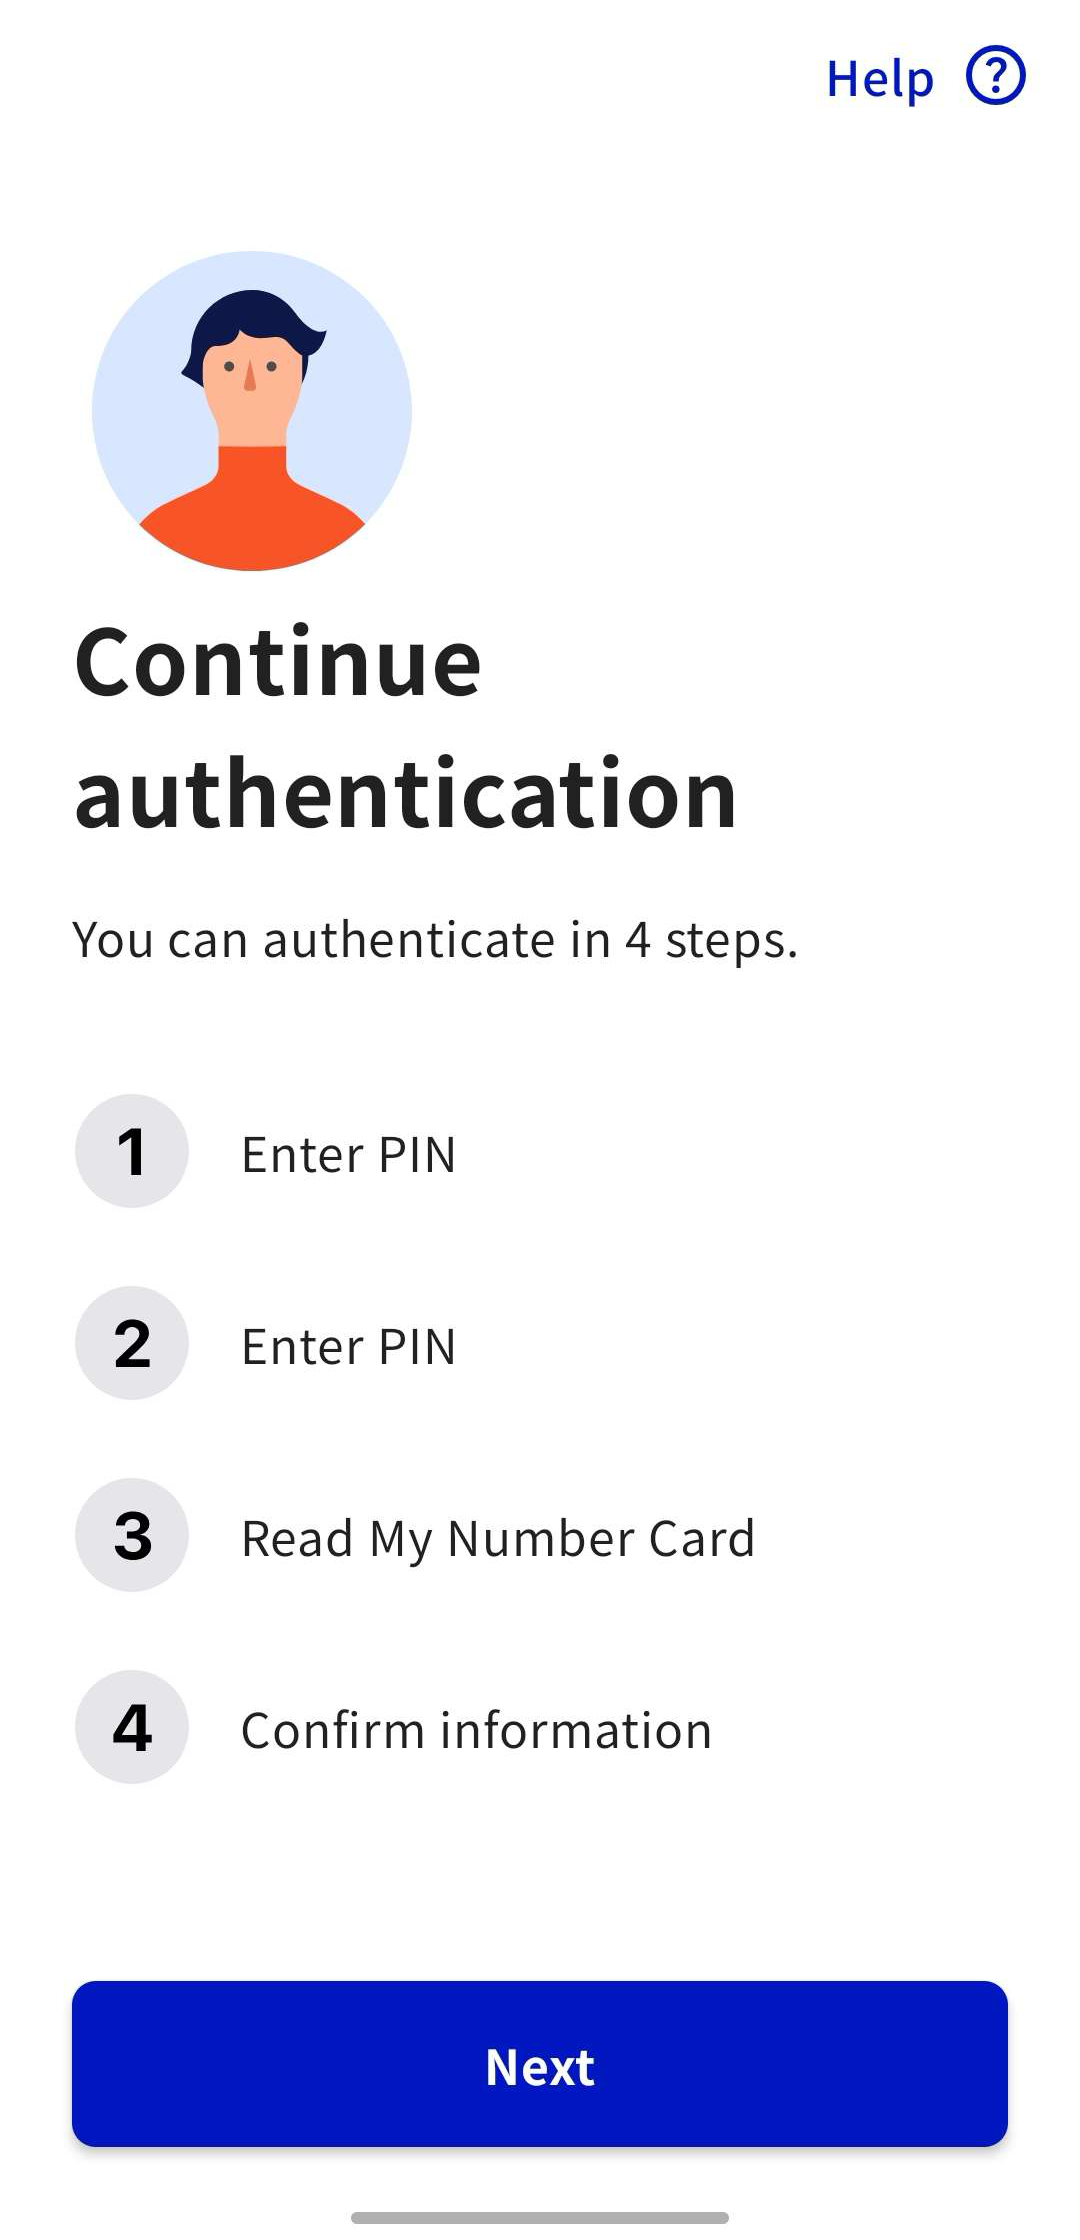 Help
Continue
authentication
You can authenticate in 4 steps.
1 Enter PIN
2 Enter PIN
3 Read My Number Card
4 Confirm information
Next